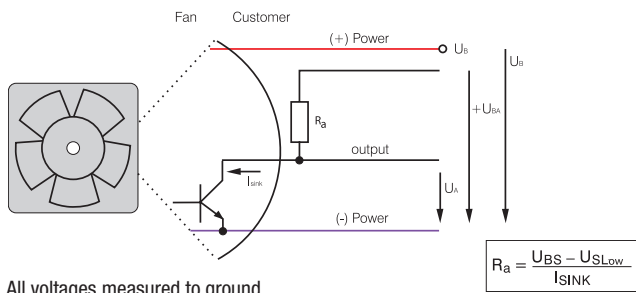 Fan Customer
(+) Power
UB
UB
Ra
+UBA
output
Isink
UA
(-) Power
Ra = UBS – USLow / ISINK
All voltages measured to ground